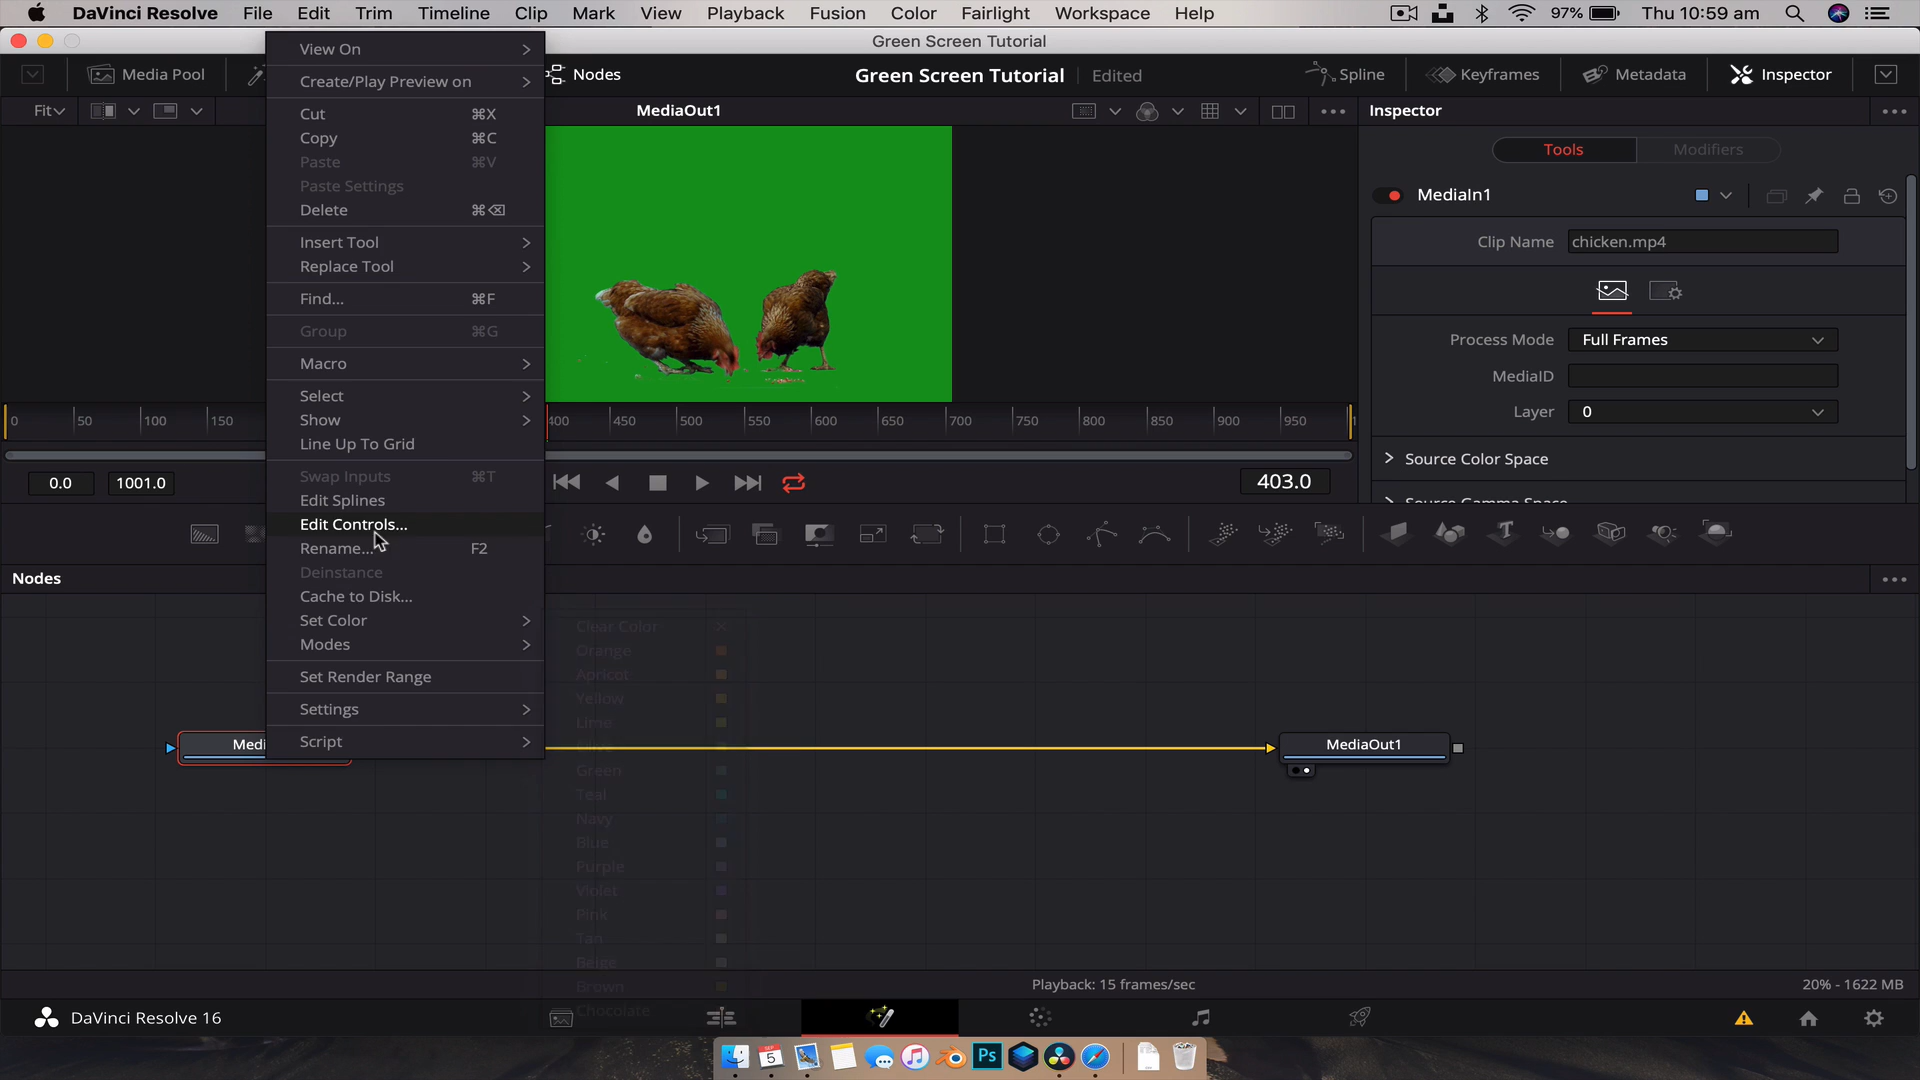 DaVinci Resolve File Edit Trim Timeline Clip Mark View Playback Fusion Color Fairlight Workspace Help 97% Thu 10:59 am
Green Screen Tutorial
Media Pool Nodes Green Screen Tutorial Edited Spline Keyframes Metadata Inspector
Fit MediaOut1 Inspector
View On
Create/Play Preview on
Cut ⌘X
Copy ⌘C
Paste ⌘V
Paste Settings
Delete ⌘⌫
Insert Tool
Replace Tool
Find... ⌘F
Group ⌘G
Macro
Select
Show
Line Up To Grid
Swap Inputs ⌘T
Edit Splines
Edit Controls...
Rename... F2
Deinstance
Cache to Disk...
Set Color
Modes
Set Render Range
Settings
Script
Tools Modifiers
MediaIn1
Clip Name chicken.mp4
Process Mode Full Frames
MediaID
Layer 0
Source Color Space
Source Gamma Space
0 50 100 150 400 450 500 550 600 650 700 750 800 850 900 950
0.0 1001.0 403.0
Nodes
Clear Color
Orange
Apricot
Yellow
Lime
Green
Teal
Navy
Blue
Purple
Violet
Pink
Tan
Beige
Brown
Chocolate
Medi
MediaOut1
Playback: 15 frames/sec 20% - 1622 MB
DaVinci Resolve 16
SEP
5
Ps